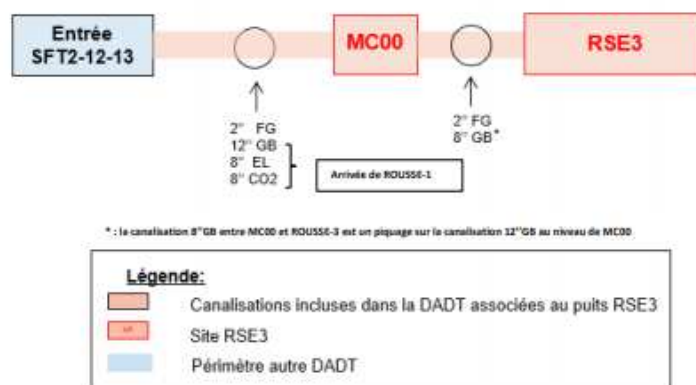 Entrée
SFT2-12-13
MC00
RSE3
2" FG
12" GB
8" EL
8" CO2
Arrivée de ROUSSE-1
2" FG
8" GB*
* : la canalisation 8"GB entre MC00 et ROUSSE-3 est un piquage sur la canalisation 12"GB au niveau de MC00
Légende:
Canalisations incluses dans la DADT associées au puits RSE3
Site RSE3
Périmètre autre DADT